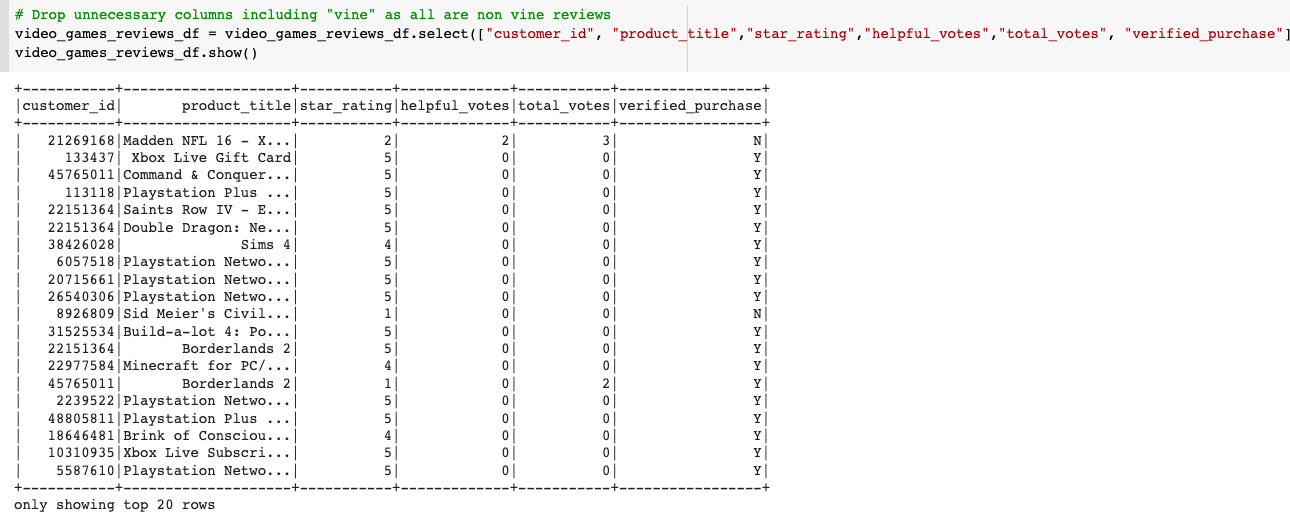 # Drop unnecessary columns including "vine" as all are non vine reviews
video_games_reviews_df = video_games_reviews_df.select(["customer_id", "product_title","star_rating","helpful_votes","total_votes", "verified_purchase"]
video_games_reviews_df.show()
+-----------+--------------------+-----------+-------------+-----------+-----------------+
|customer_id|       product_title|star_rating|helpful_votes|total_votes|verified_purchase|
+-----------+--------------------+-----------+-------------+-----------+-----------------+
|   21269168|Madden NFL 16 - X...|          2|            2|          3|                N|
|     133437| Xbox Live Gift Card|          5|            0|          0|                Y|
|   45765011|Command & Conquer...|          5|            0|          0|                Y|
|     113118|Playstation Plus ...|          5|            0|          0|                Y|
|   22151364|Saints Row IV - E...|          5|            0|          0|                Y|
|   22151364|Double Dragon: Ne...|          5|            0|          0|                Y|
|   38426028|              Sims 4|          4|            0|          0|                Y|
|    6057518|Playstation Netwo...|          5|            0|          0|                Y|
|   20715661|Playstation Netwo...|          5|            0|          0|                Y|
|   26540306|Playstation Netwo...|          5|            0|          0|                Y|
|    8926809|Sid Meier's Civil...|          1|            0|          0|                N|
|   31525534|Build-a-lot 4: Po...|          5|            0|          0|                Y|
|   22151364|       Borderlands 2|          5|            0|          0|                Y|
|   22977584|Minecraft for PC/...|          4|            0|          0|                Y|
|   45765011|       Borderlands 2|          1|            0|          2|                Y|
|    2239522|Playstation Netwo...|          5|            0|          0|                Y|
|   48805811|Playstation Plus ...|          5|            0|          0|                Y|
|   18646481|Brink of Consciou...|          4|            0|          0|                Y|
|   10310935|Xbox Live Subscri...|          5|            0|          0|                Y|
|    5587610|Playstation Netwo...|          5|            0|          0|                Y|
+-----------+--------------------+-----------+-------------+-----------+-----------------+
only showing top 20 rows